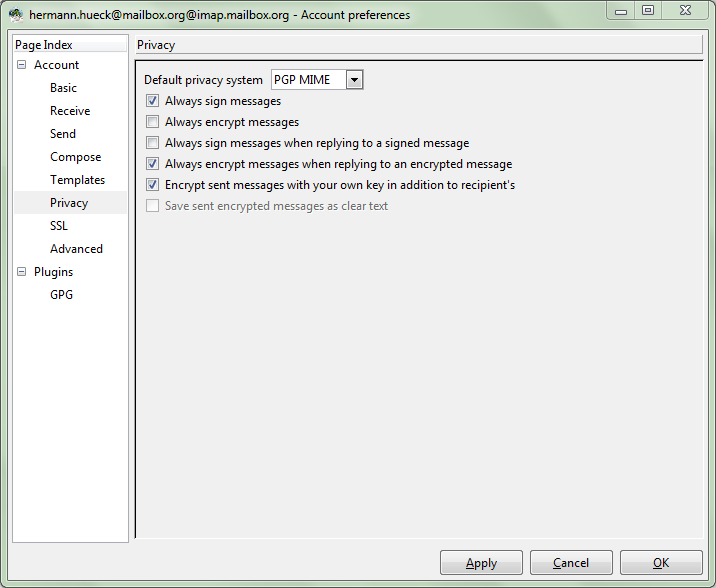 hermann.hueck@mailbox.org@imap.mailbox.org - Account preferences
Page Index
Account
Basic
Receive
Send
Compose
Templates
Privacy
SSL
Advanced
Plugins
GPG
Privacy
Default privacy system PGP MIME
Always sign messages
Always encrypt messages
Always sign messages when replying to a signed message
Always encrypt messages when replying to an encrypted message
Encrypt sent messages with your own key in addition to recipient's
Save sent encrypted messages as clear text
Apply Cancel OK